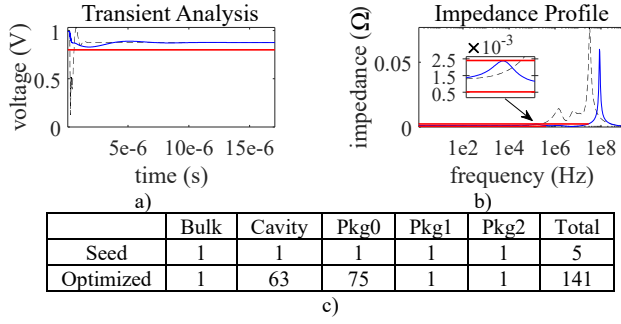 Transient Analysis
voltage (V)
1
0.5
0
5e-6
10e-6
15e-6
time (s)
a)
Impedance Profile
impedance (Ω)
0.05
0
× 10⁻³
2.5
1.5
0.5
1e2
1e4
1e6
1e8
frequency (Hz)
b)
Bulk Cavity Pkg0 Pkg1 Pkg2 Total
Seed 1 1 1 1 1 5
Optimized 1 63 75 1 1 141
c)